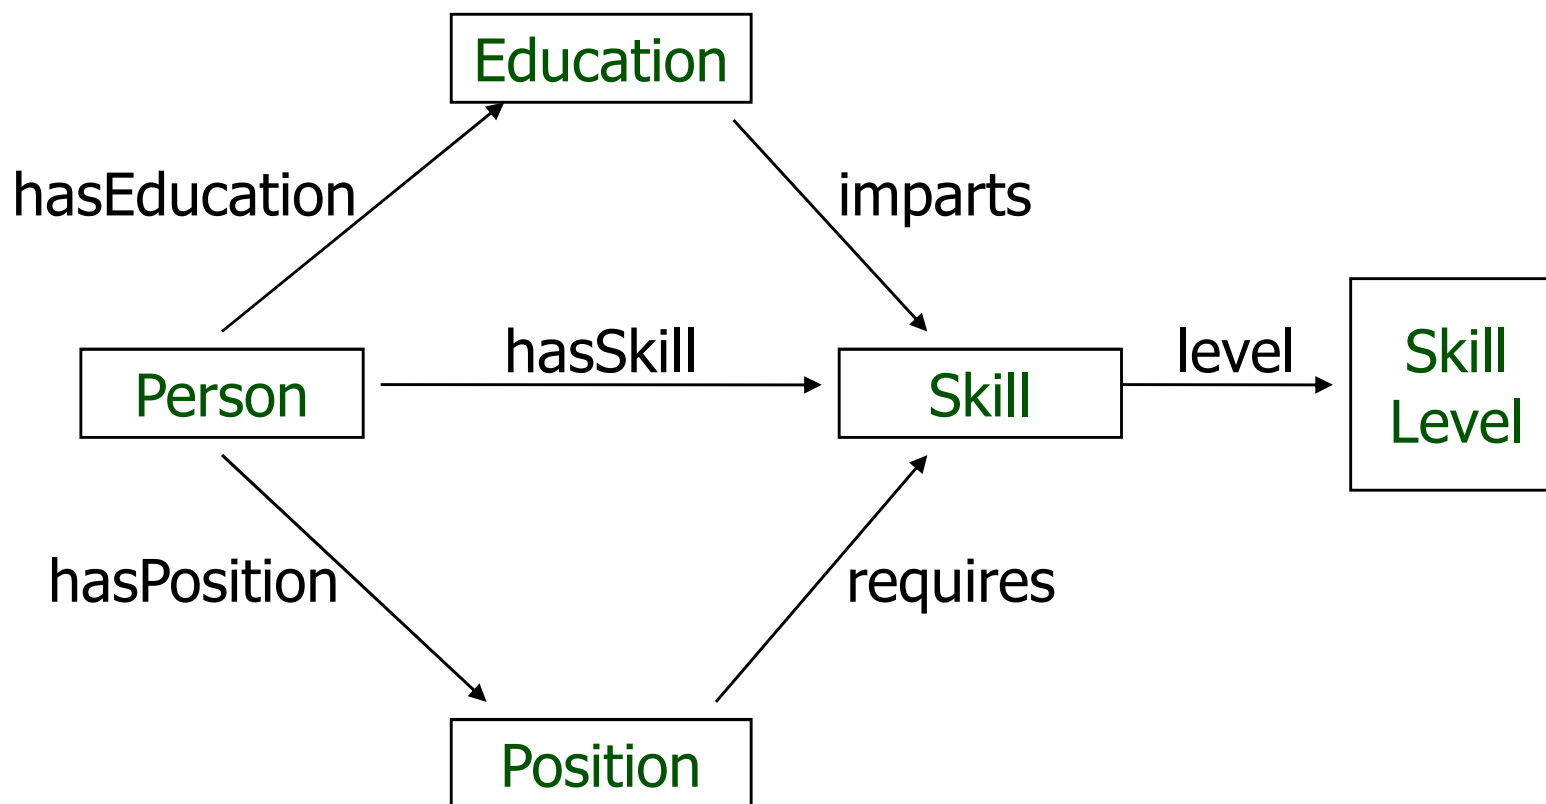 Education
hasEducation
imparts
hasSkill
level
Person
Skill
Skill
Level
hasPosition
requires
Position